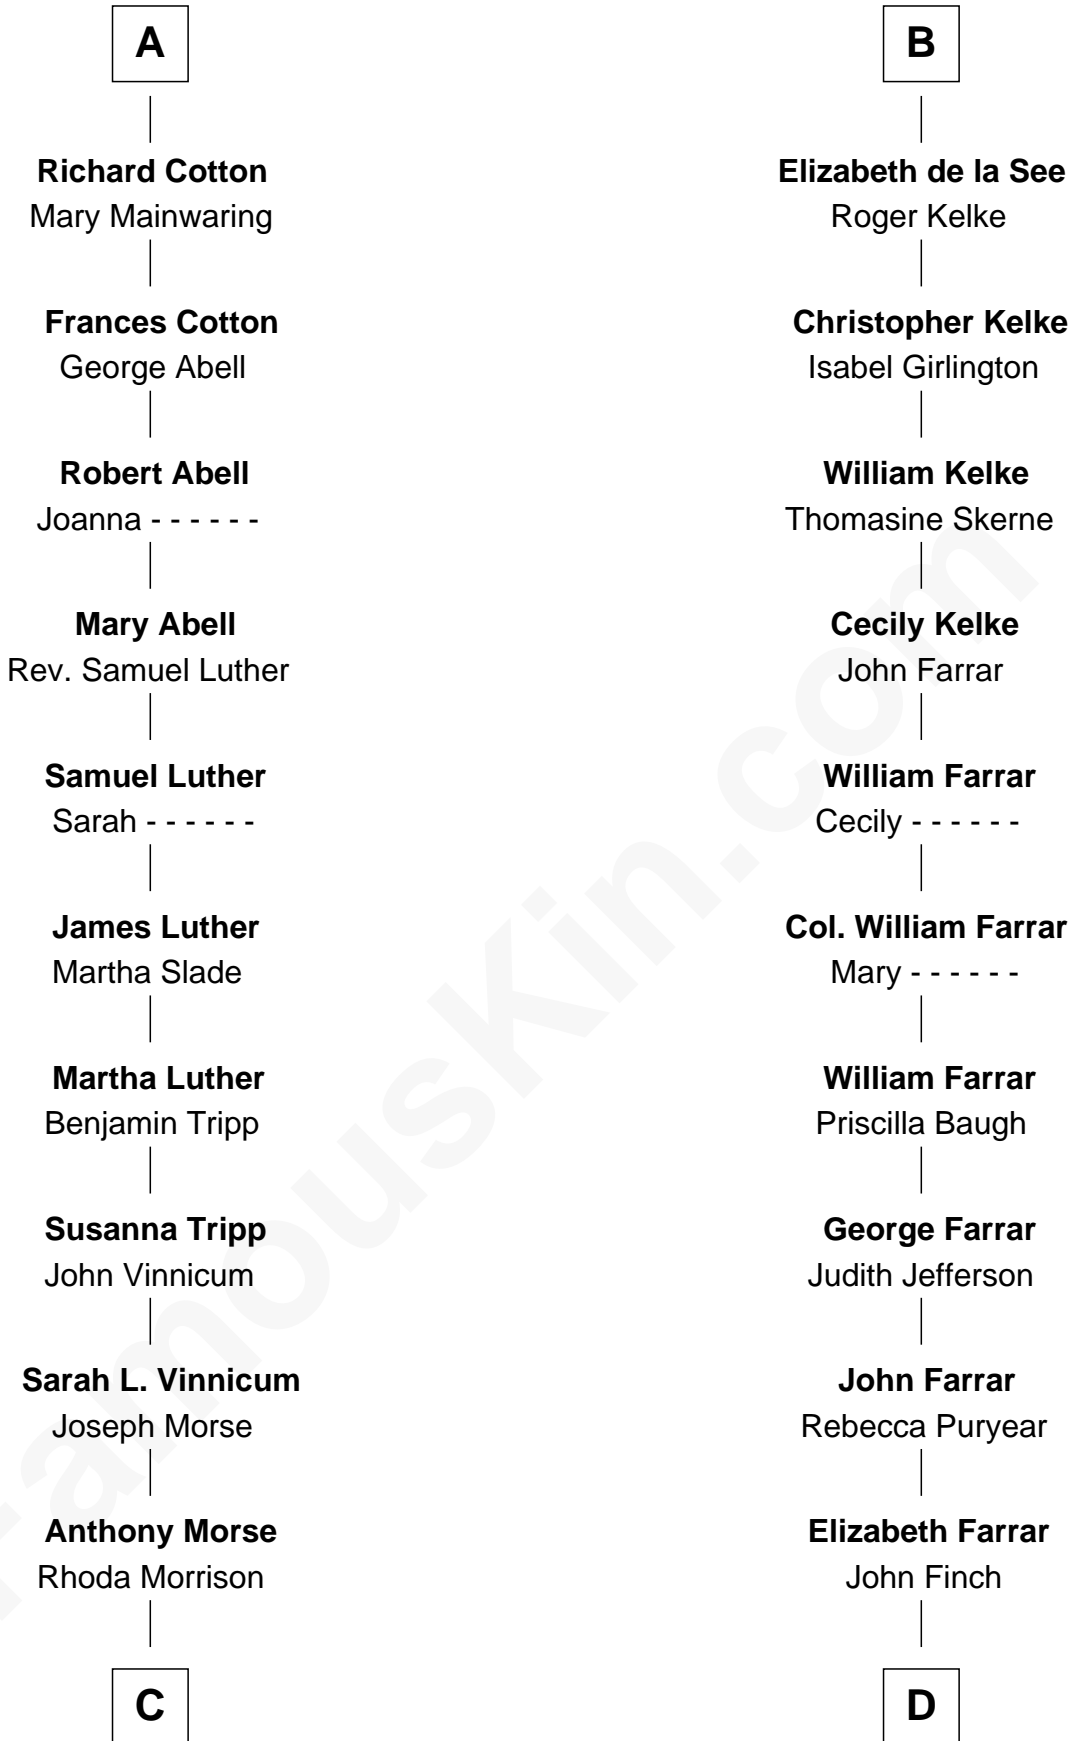 A
Richard Cotton
Mary Mainwaring
Frances Cotton
George Abell
Robert Abell
Joanna - - - - - -
Mary Abell
Rev. Samuel Luther
Samuel Luther
Sarah - - - - - -
James Luther
Martha Slade
Martha Luther
Benjamin Tripp
Susanna Tripp
John Vinnicum
Sarah L. Vinnicum
Joseph Morse
Anthony Morse
Rhoda Morrison
C
B
Elizabeth de la See
Roger Kelke
Christopher Kelke
Isabel Girlington
William Kelke
Thomasine Skerne
Cecily Kelke
John Farrar
William Farrar
Cecily - - - - - -
Col. William Farrar
Mary - - - - - -
William Farrar
Priscilla Baugh
George Farrar
Judith Jefferson
John Farrar
Rebecca Puryear
Elizabeth Farrar
John Finch
D
FamousKin.com